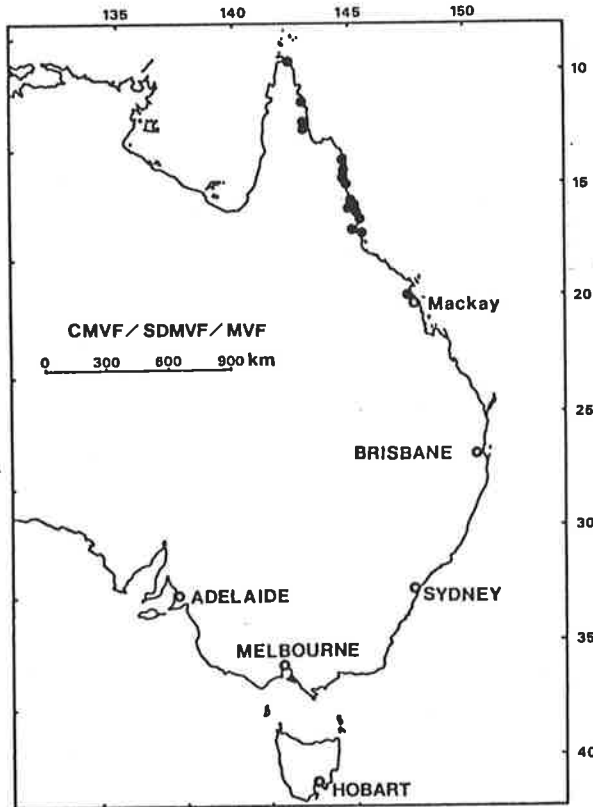 135 140 145 150
10
15
20
Mackay
CMVF/SDMVF/MVF
0 300 600 900 km
25
BRISBANE
30
ADELAIDE
SYDNEY
35
MELBOURNE
40
HOBART